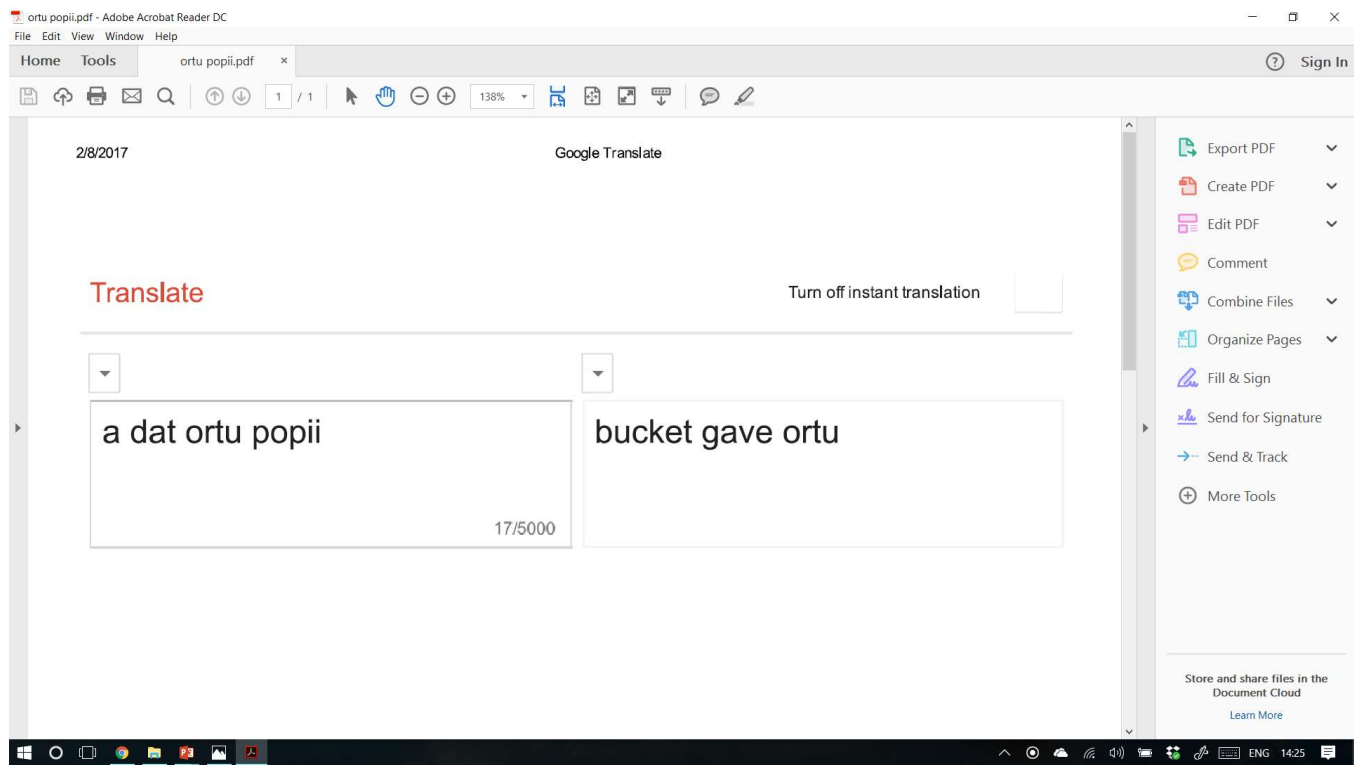 ortu popii.pdf - Adobe Acrobat Reader DC
File Edit View Window Help
Home Tools ortu popii.pdf × ? Sign In
1 / 1 138%
2/8/2017 Google Translate
Export PDF
Create PDF
Edit PDF
Comment
Translate Turn off instant translation
Combine Files
Organize Pages
Fill & Sign
a dat ortu popii bucket gave ortu
Send for Signature
Send & Track
More Tools
17/5000
Store and share files in the
Document Cloud
Learn More
ENG 14:25